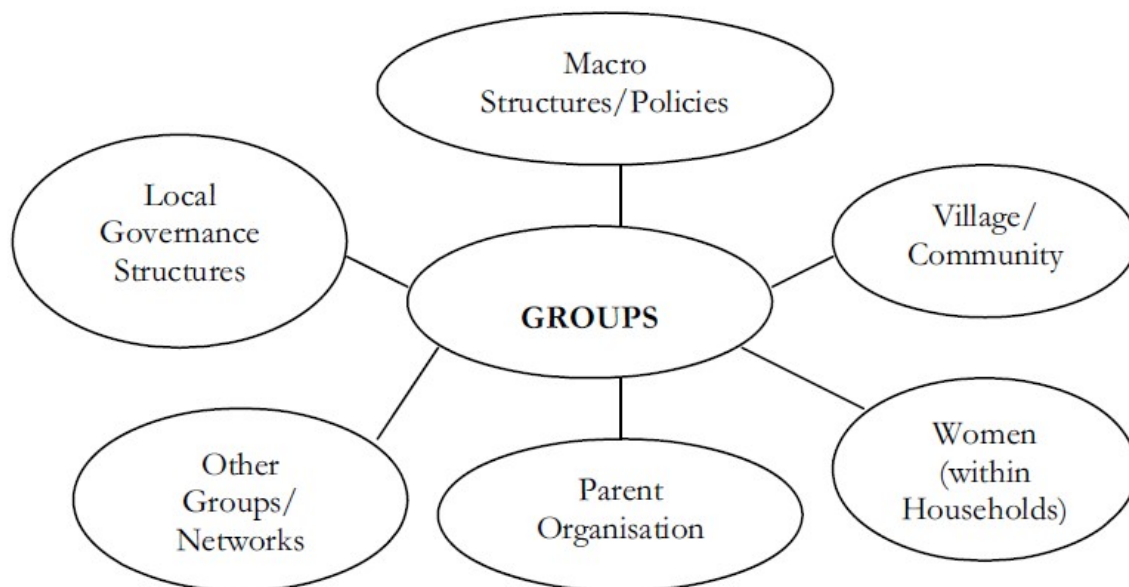 Macro
Structures/Policies
Local
Governance
Structures
Village/
Community
GROUPS
Other
Groups/
Networks
Parent
Organisation
Women
(within
Households)